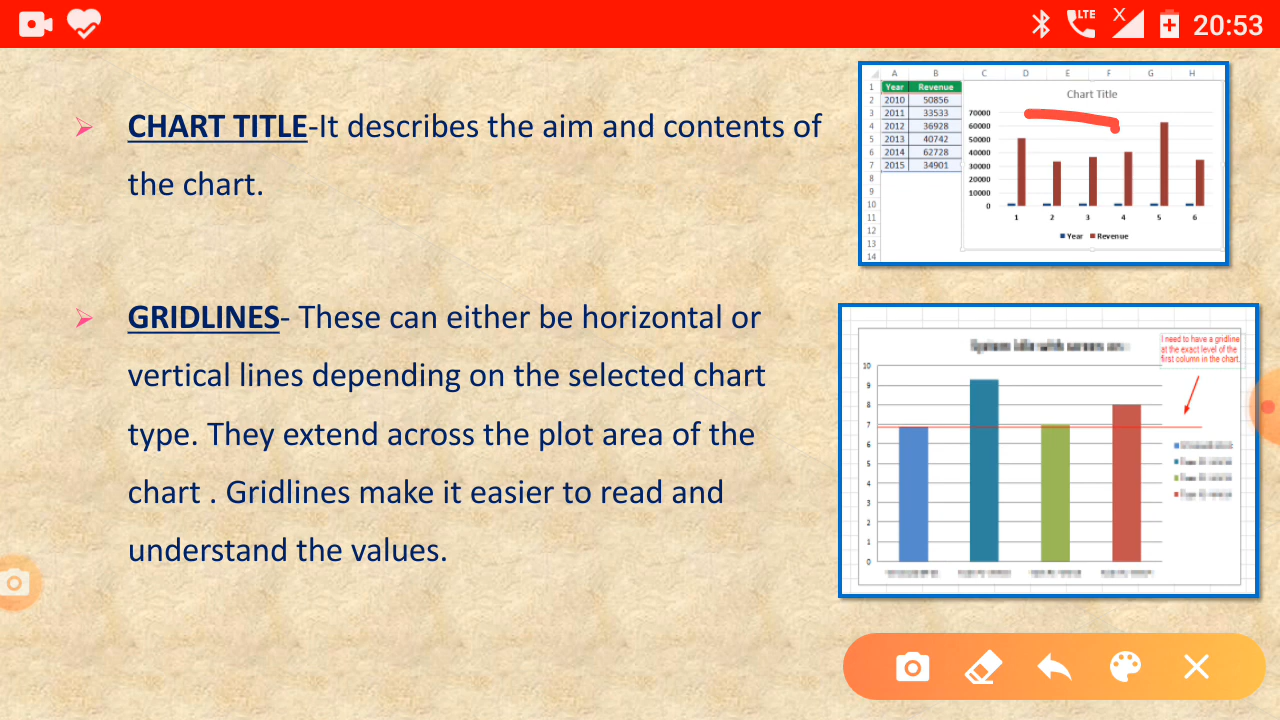 LTE
X
20:53
➢ CHART TITLE-It describes the aim and contents of
the chart.
➢ GRIDLINES- These can either be horizontal or
vertical lines depending on the selected chart
type. They extend across the plot area of the
chart . Gridlines make it easier to read and
understand the values.
A B C D E F G H
1 Year Revenue
2 2010 50856
3 2011 33533
4 2012 36928
5 2013 40742
6 2014 62728
7 2015 34901
8
9
10
11
12
13
14
Chart Title
70000
60000
50000
40000
30000
20000
10000
0
1 2 3 4 5 6
Year Revenue
I need to have a gridline
at the exact level of the
first column in the chart.
10
9
8
7
6
5
4
3
2
1
0